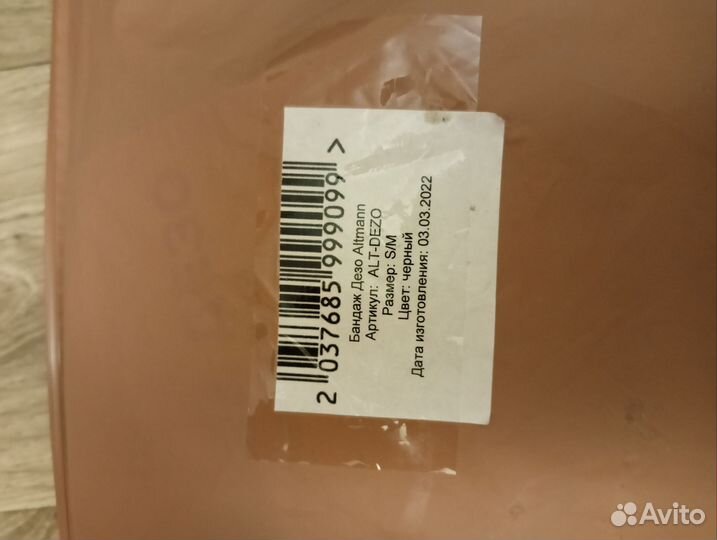 2 037685 999099 >
Бандаж Дезо Altmann
Артикул: ALT-DEZO
Размер: S/M
Цвет: черный
Дата изготовления: 03.03.2022
Avito